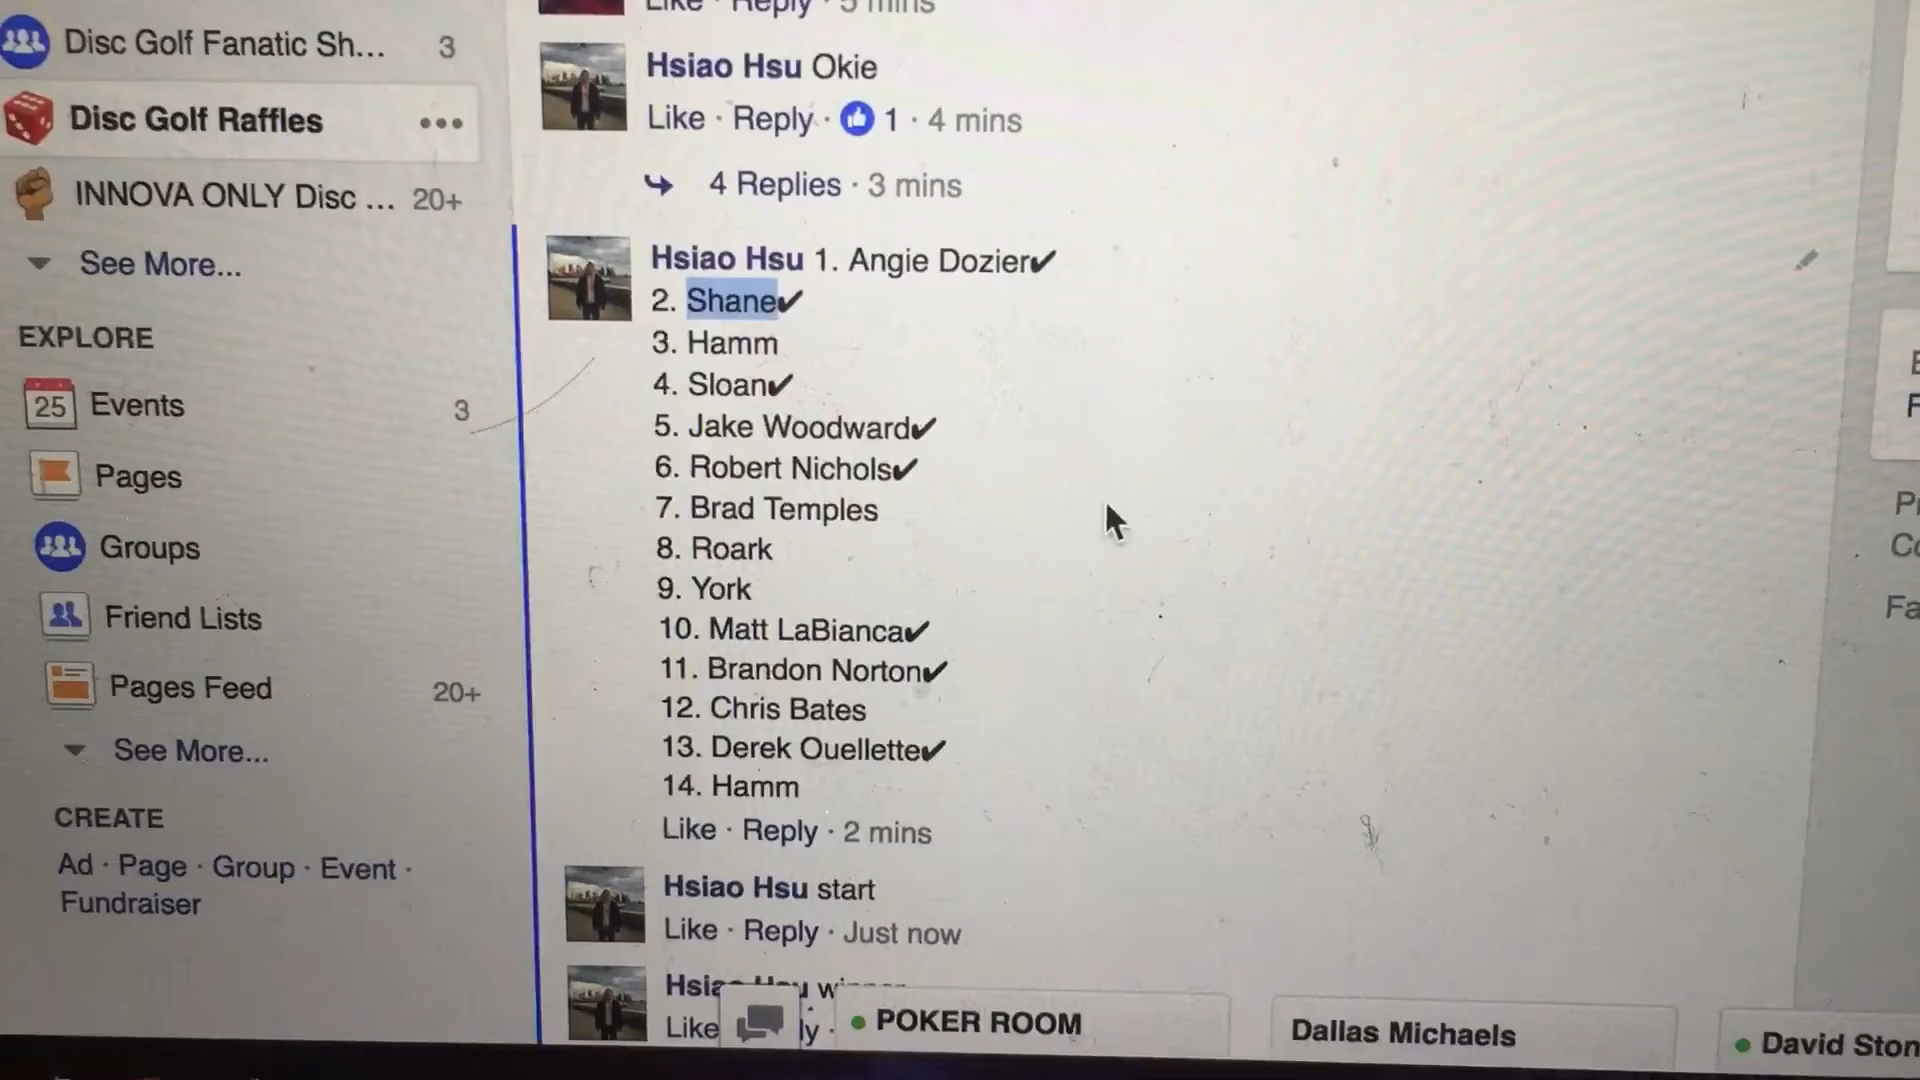 Disc Golf Fanatic Sh... 3
Disc Golf Raffles
INNOVA ONLY Disc ... 20+
See More...
EXPLORE
25 Events 3
Pages
Groups
Friend Lists
Pages Feed 20+
See More...
CREATE
Ad · Page · Group · Event ·
Fundraiser
Like · Reply · 5 mins
Hsiao Hsu Okie
Like · Reply · 1 · 4 mins
4 Replies · 3 mins
Hsiao Hsu 1. Angie Dozier✔
2. Shane✔
3. Hamm
4. Sloan✔
5. Jake Woodward✔
6. Robert Nichols✔
7. Brad Temples
8. Roark
9. York
10. Matt LaBianca✔
11. Brandon Norton✔
12. Chris Bates
13. Derek Ouellette✔
14. Hamm
Like · Reply · 2 mins
Hsiao Hsu start
Like · Reply · Just now
Like
POKER ROOM
Dallas Michaels
David Ston